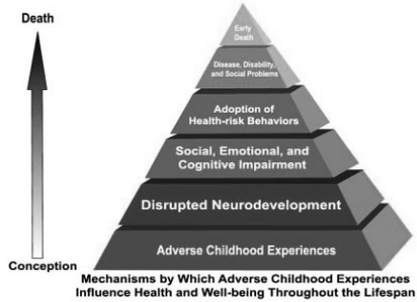 Death
Early
Death
Disease, Disability,
and Social Problems
Adoption of
Health-risk Behaviors
Social, Emotional, and
Cognitive Impairment
Disrupted Neurodevelopment
Adverse Childhood Experiences
Conception
Mechanisms by Which Adverse Childhood Experiences
Influence Health and Well-being Throughout the Lifespan